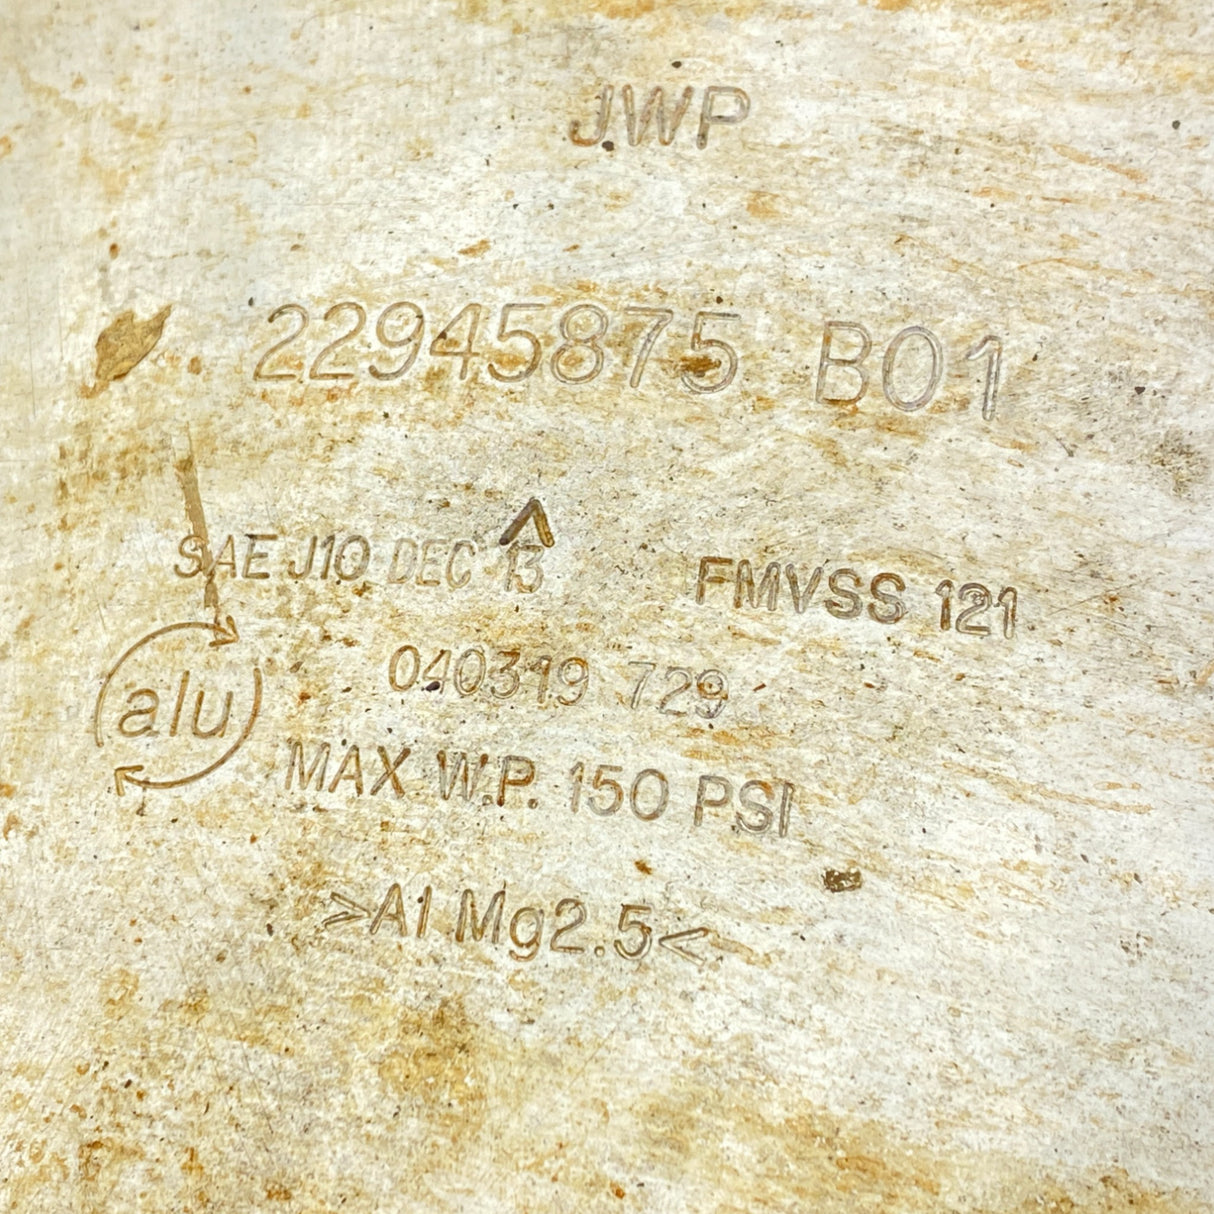 JWP
22945875 B01
SAE J10 DEC 13 FMVSS 121
040319 729
alu
MAX W.P. 150 PSI
>Al Mg2.5<